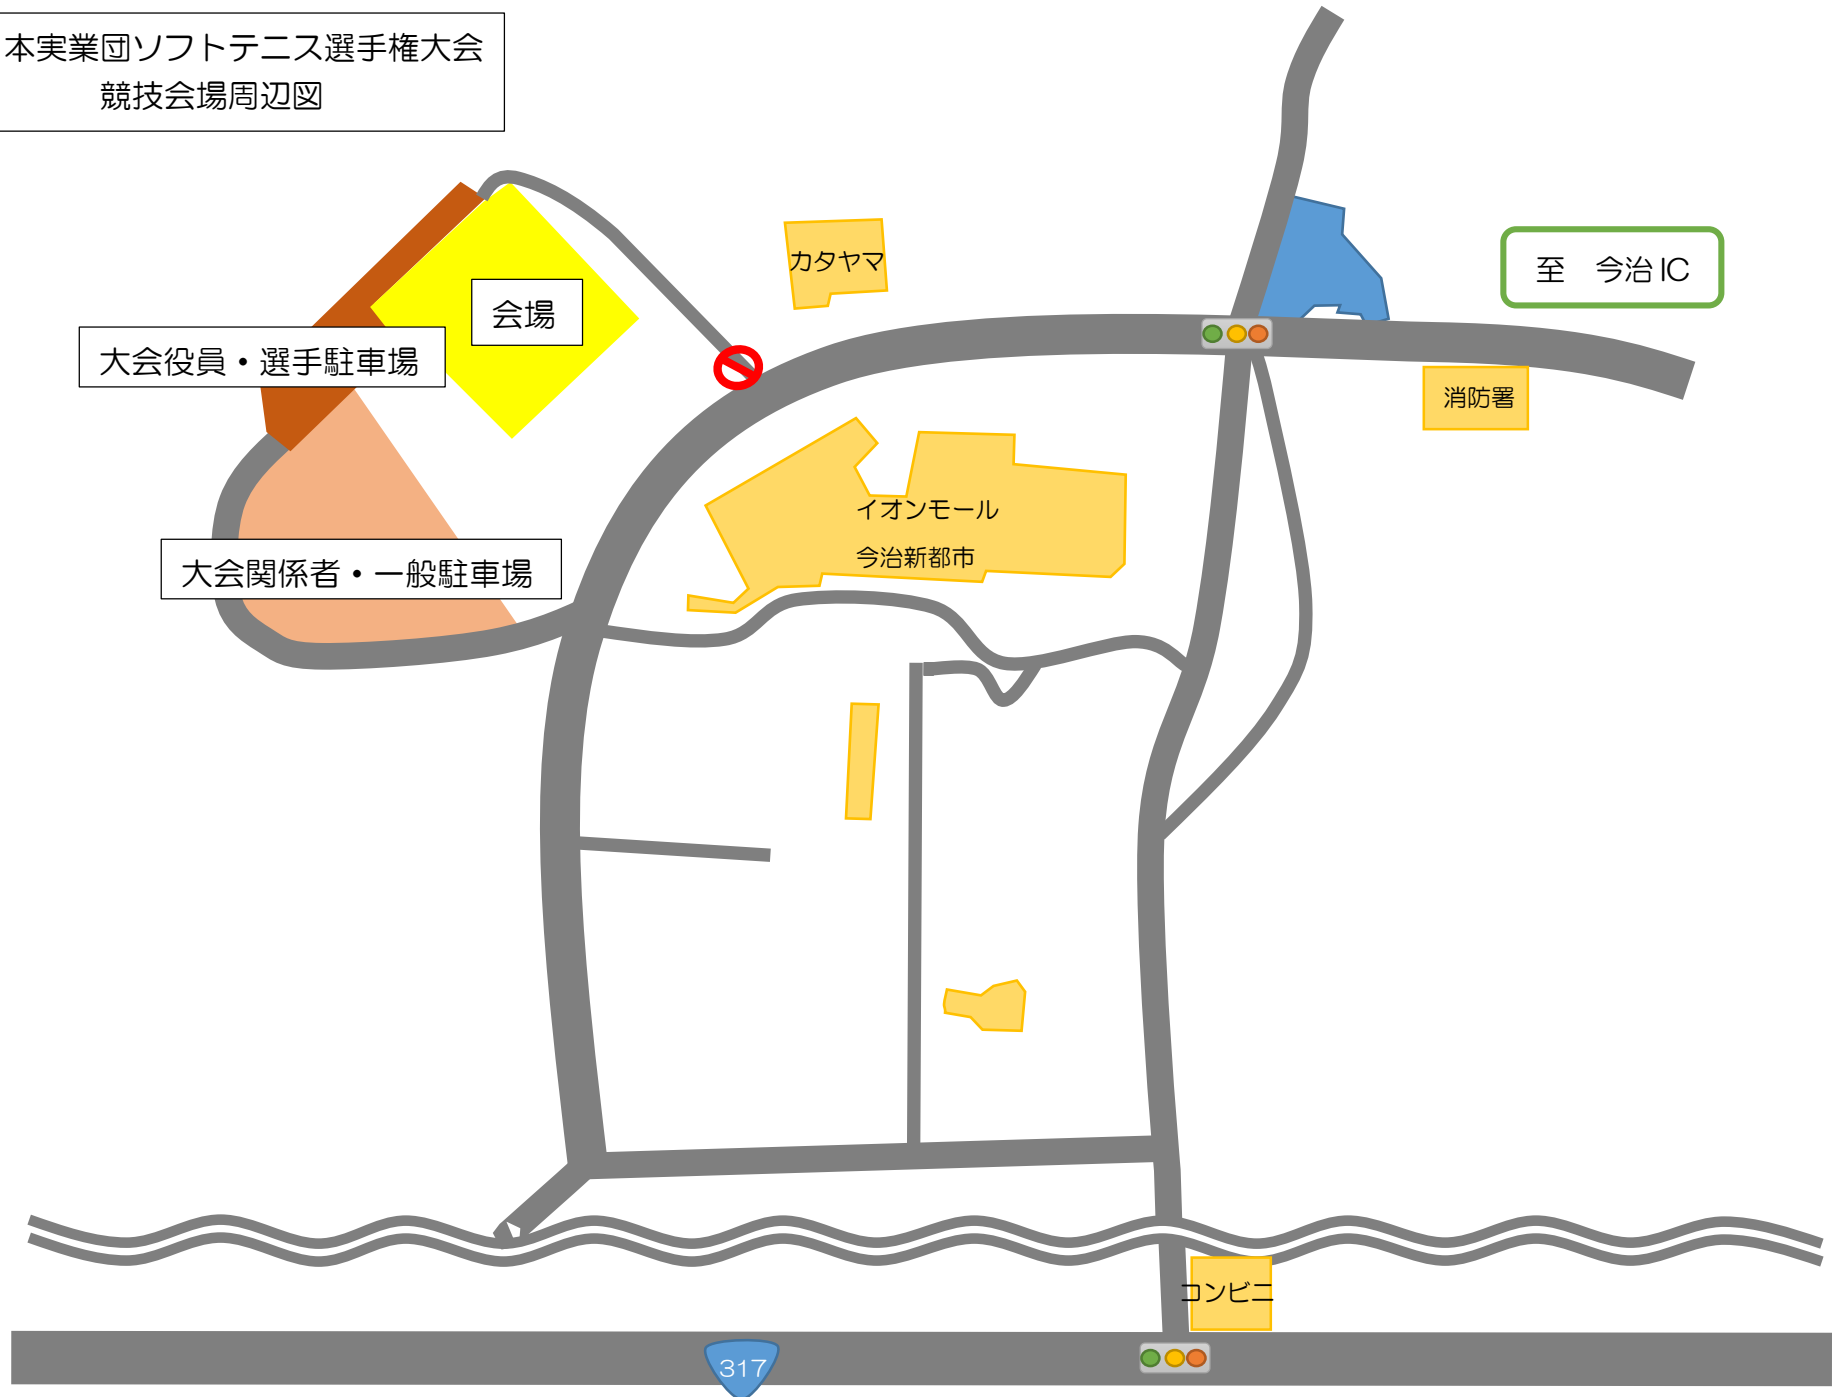 本実業団ソフトテニス選手権大会
競技会場周辺図
カタヤマ
至　今治IC
会場
大会役員・選手駐車場
消防署
イオンモール
今治新都市
大会関係者・一般駐車場
コンビニ
317